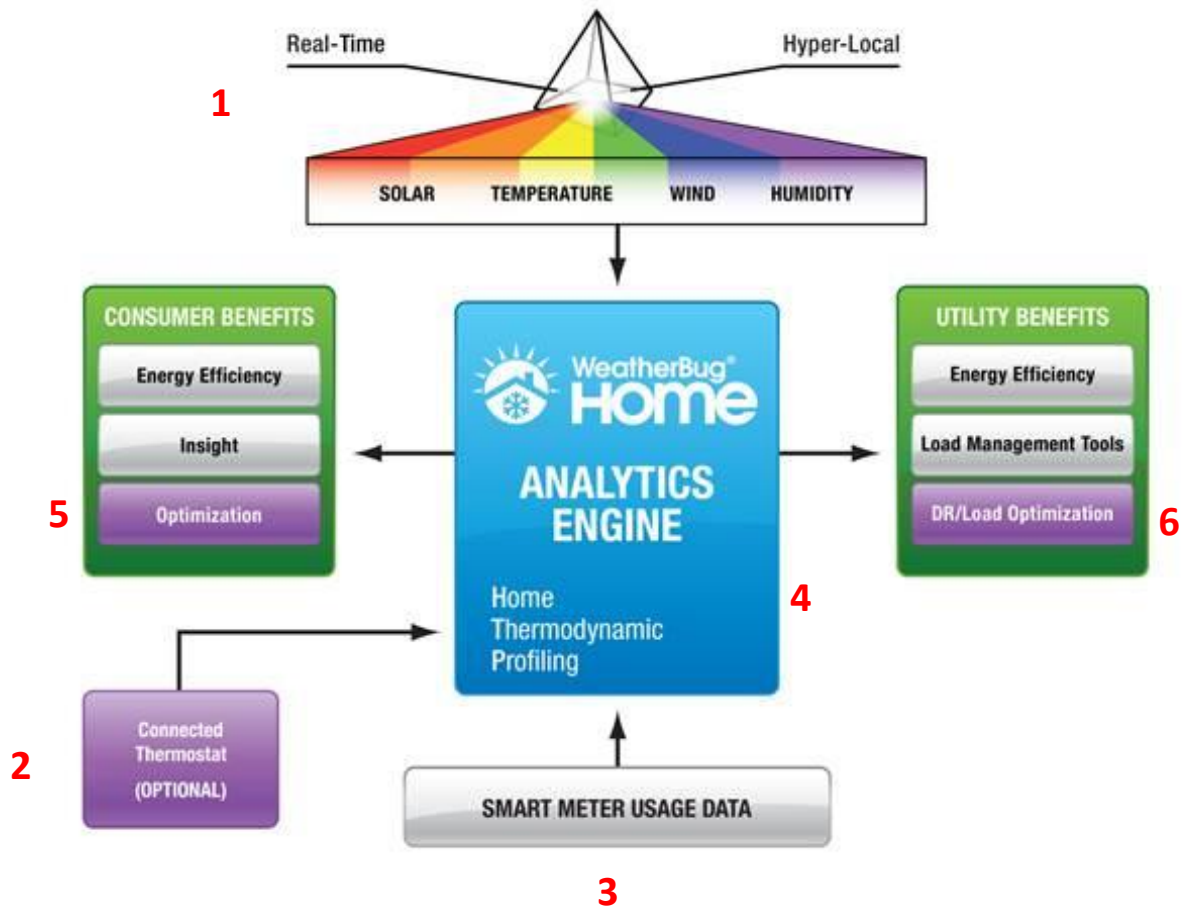 Real-Time
Hyper-Local
1
SOLAR TEMPERATURE WIND HUMIDITY
CONSUMER BENEFITS
Energy Efficiency
Insight
Optimization
5
WeatherBug®
Home
ANALYTICS
ENGINE
Home
Thermodynamic
Profiling
4
UTILITY BENEFITS
Energy Efficiency
Load Management Tools
DR/Load Optimization
6
Connected
Thermostat
(OPTIONAL)
2
SMART METER USAGE DATA
3